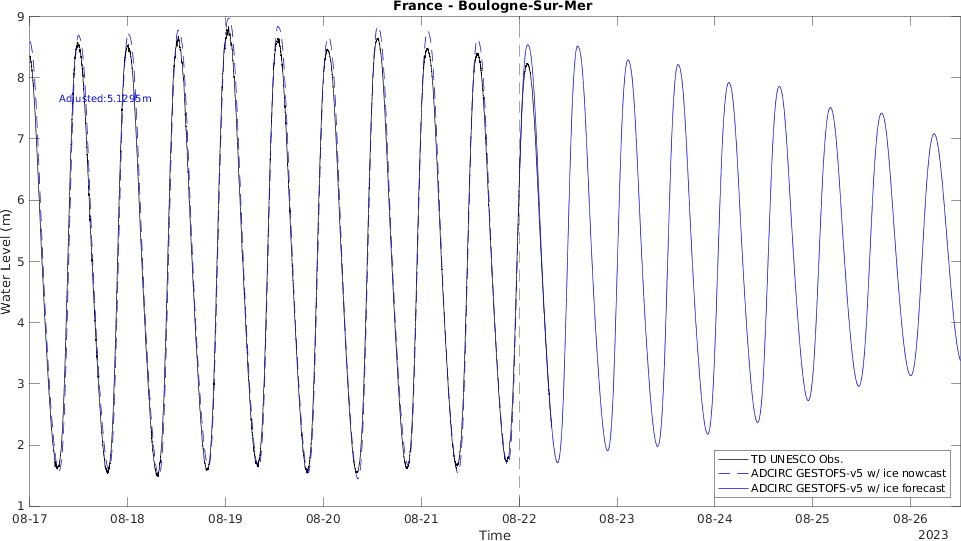 France - Boulogne-Sur-Mer
9
8
Adjusted:5.1295m
7
6
5
4
3
2
1
Water Level (m)
TD UNESCO Obs.
ADCIRC GESTOFS-v5 w/ ice nowcast
ADCIRC GESTOFS-v5 w/ ice forecast
08-17 08-18 08-19 08-20 08-21 08-22 08-23 08-24 08-25 08-26
Time
2023